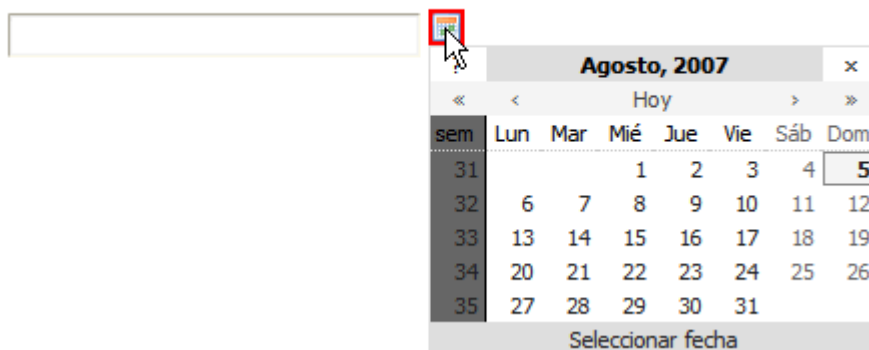 ? Agosto, 2007 ×
« ‹ Hoy › »
sem Lun Mar Mié Jue Vie Sáb Dom
31 1 2 3 4 5
32 6 7 8 9 10 11 12
33 13 14 15 16 17 18 19
34 20 21 22 23 24 25 26
35 27 28 29 30 31
Seleccionar fecha